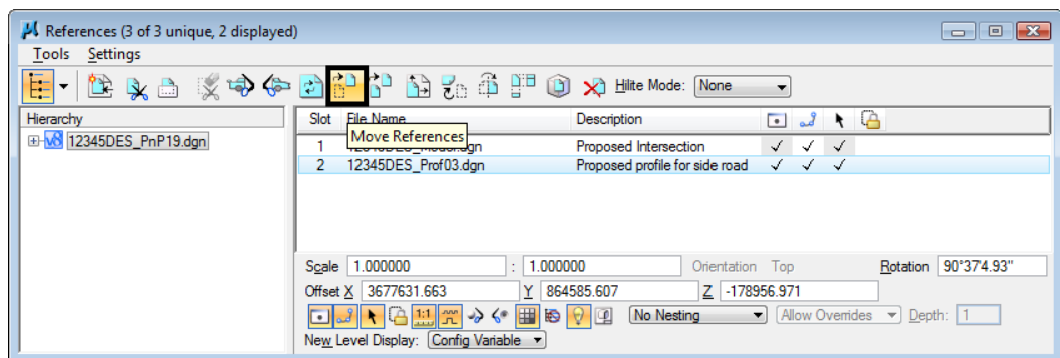 References (3 of 3 unique, 2 displayed)
Tools Settings
Hilite Mode: None
Hierarchy
12345DES_PnP19.dgn
Slot File Name Description
Move References
1 Proposed Intersection
2 12345DES_Prof03.dgn Proposed profile for side road
Scale 1.000000 : 1.000000 Orientation Top Rotation 90°37'4.93"
Offset X 3677631.663 Y 864585.607 Z -178956.971
1:1 No Nesting Allow Overrides Depth: 1
New Level Display: Config Variable